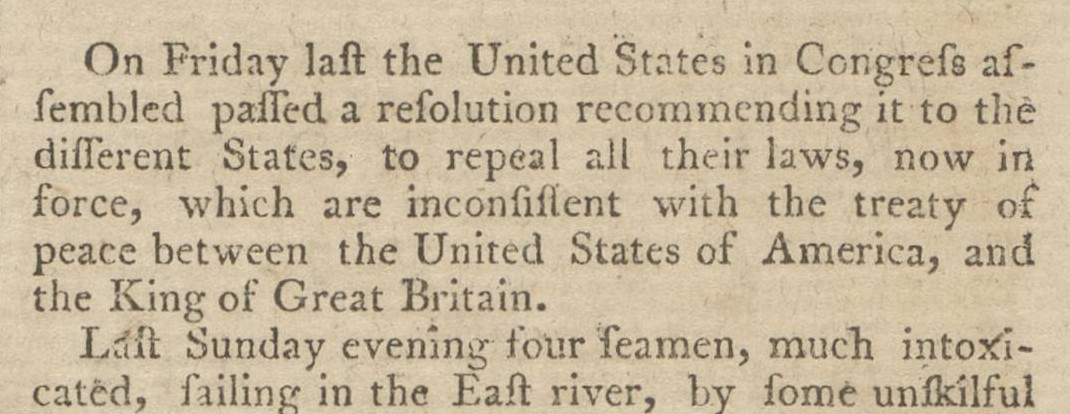 On Friday laſt the United States in Congreſs aſ-
ſembled paſſed a reſolution recommending it to the
different States, to repeal all their laws, now in
force, which are inconſiſtent with the treaty of
peace between the United States of America, and
the King of Great Britain.
Laſt Sunday evening four ſeamen, much intoxi-
cated, ſailing in the Eaſt river, by ſome unſkilful